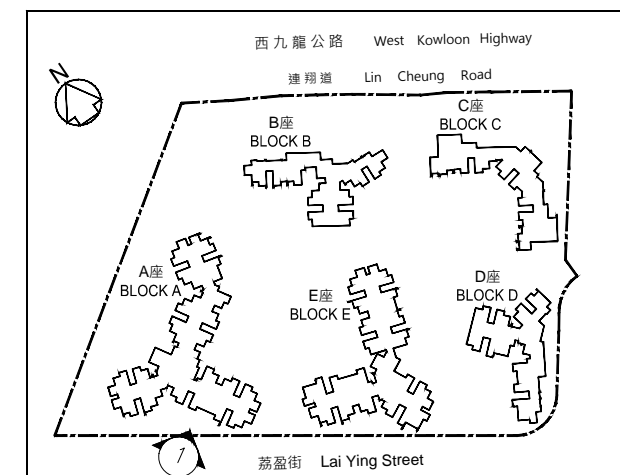 西九龍公路 West Kowloon Highway
N
連翔道 Lin Cheung Road
C座
BLOCK C
B座
BLOCK B
A座
BLOCK A
E座
BLOCK E
D座
BLOCK D
1
荔盈街 Lai Ying Street